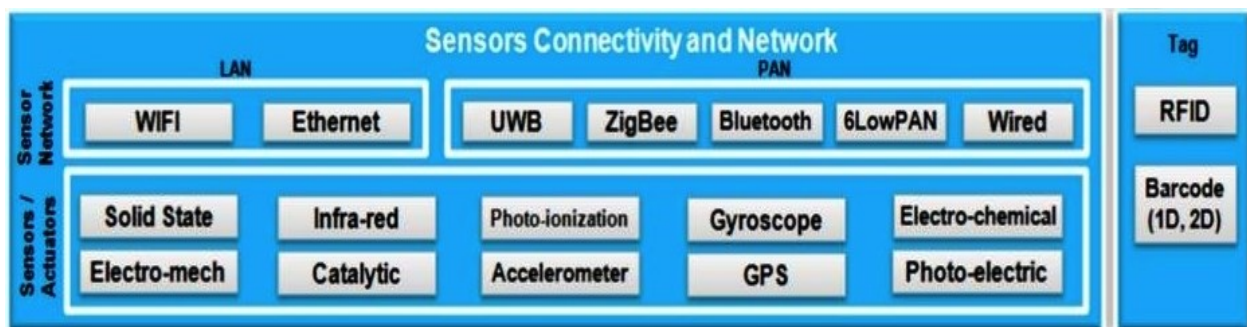 Sensors Connectivity and Network
LAN
PAN
Sensor
Network
WIFI
Ethernet
UWB
ZigBee
Bluetooth
6LowPAN
Wired
Sensors /
Actuators
Solid State
Infra-red
Photo-ionization
Gyroscope
Electro-chemical
Electro-mech
Catalytic
Accelerometer
GPS
Photo-electric
Tag
RFID
Barcode
(1D, 2D)